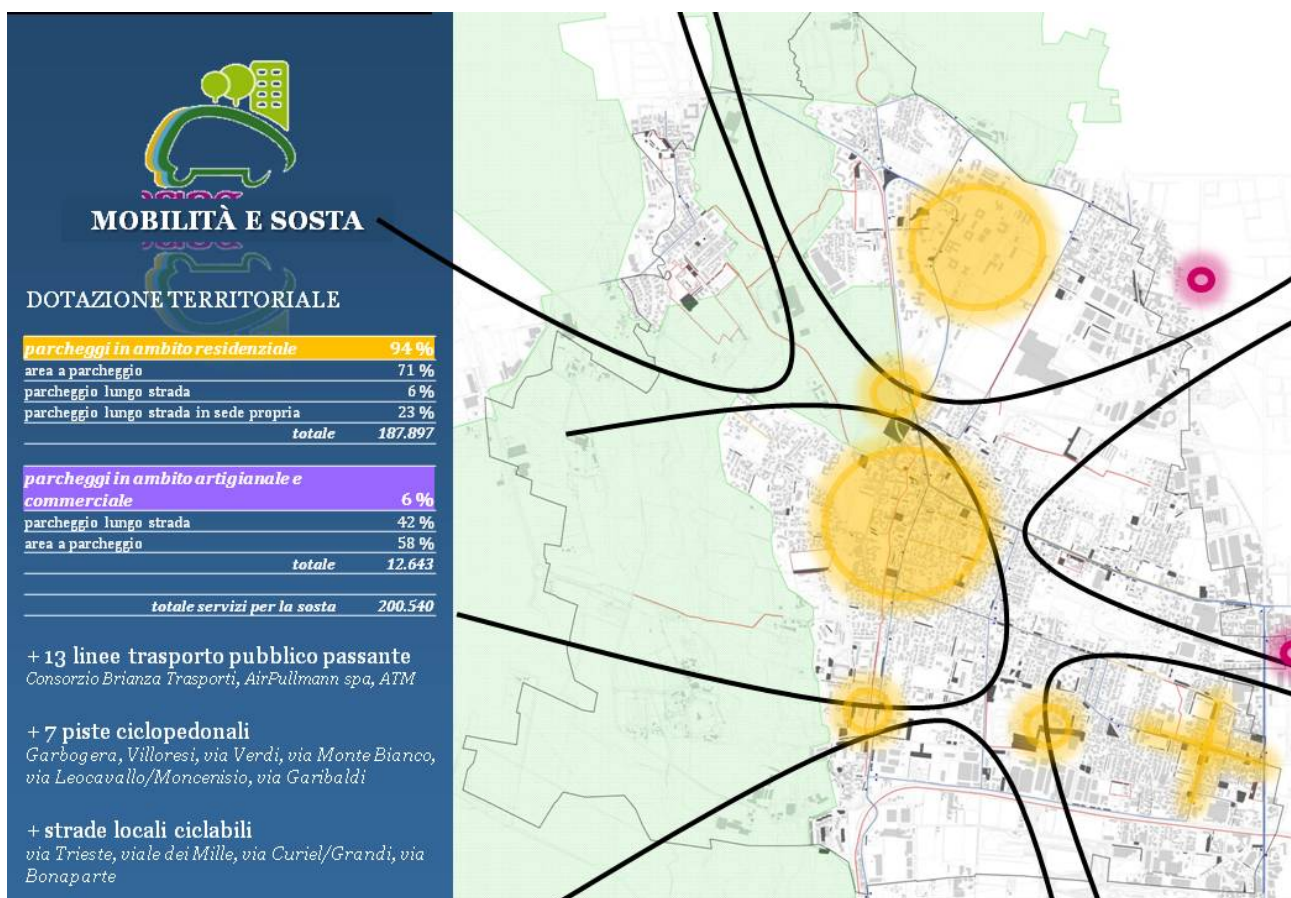 MOBILITÀ E SOSTA
DOTAZIONE TERRITORIALE
parcheggi in ambito residenziale 94 %
area a parcheggio 71 %
parcheggio lungo strada 6 %
parcheggio lungo strada in sede propria 23 %
totale 187.897
parcheggi in ambito artigianale e
commerciale 6 %
parcheggio lungo strada 42 %
area a parcheggio 58 %
totale 12.643
totale servizi per la sosta 200.540
+ 13 linee trasporto pubblico passante
Consorzio Brianza Trasporti, AirPullmann spa, ATM
+ 7 piste ciclopedonali
Garbogera, Villoresi, via Verdi, via Monte Bianco,
via Leocavallo/Moncenisio, via Garibaldi
+ strade locali ciclabili
via Trieste, viale dei Mille, via Curiel/Grandi, via
Bonaparte